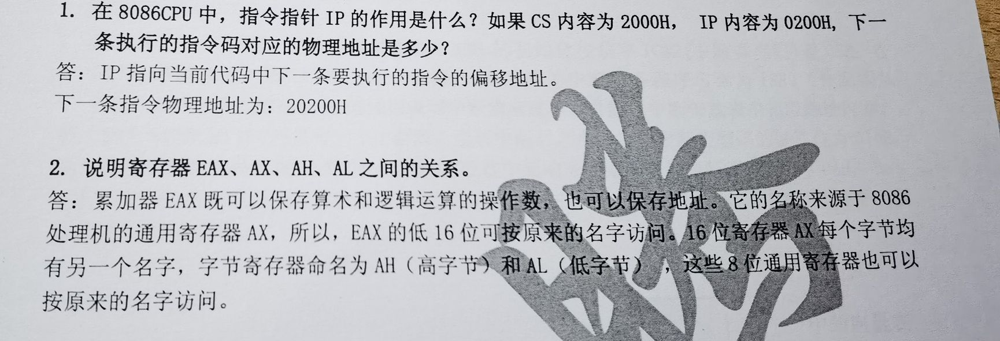 1. 在 8086CPU 中，指令指针 IP 的作用是什么？如果 CS 内容为 2000H， IP 内容为 0200H, 下一
条执行的指令码对应的物理地址是多少？
答：IP 指向当前代码中下一条要执行的指令的偏移地址。
下一条指令物理地址为：20200H
2. 说明寄存器 EAX、AX、AH、AL 之间的关系。
答：累加器 EAX 既可以保存算术和逻辑运算的操作数，也可以保存地址。它的名称来源于 8086
处理机的通用寄存器 AX，所以，EAX 的低 16 位可按原来的名字访问。16 位寄存器 AX 每个字节均
有另一个名字，字节寄存器命名为 AH（高字节）和 AL（低字节） ，这些 8 位通用寄存器也可以
按原来的名字访问。